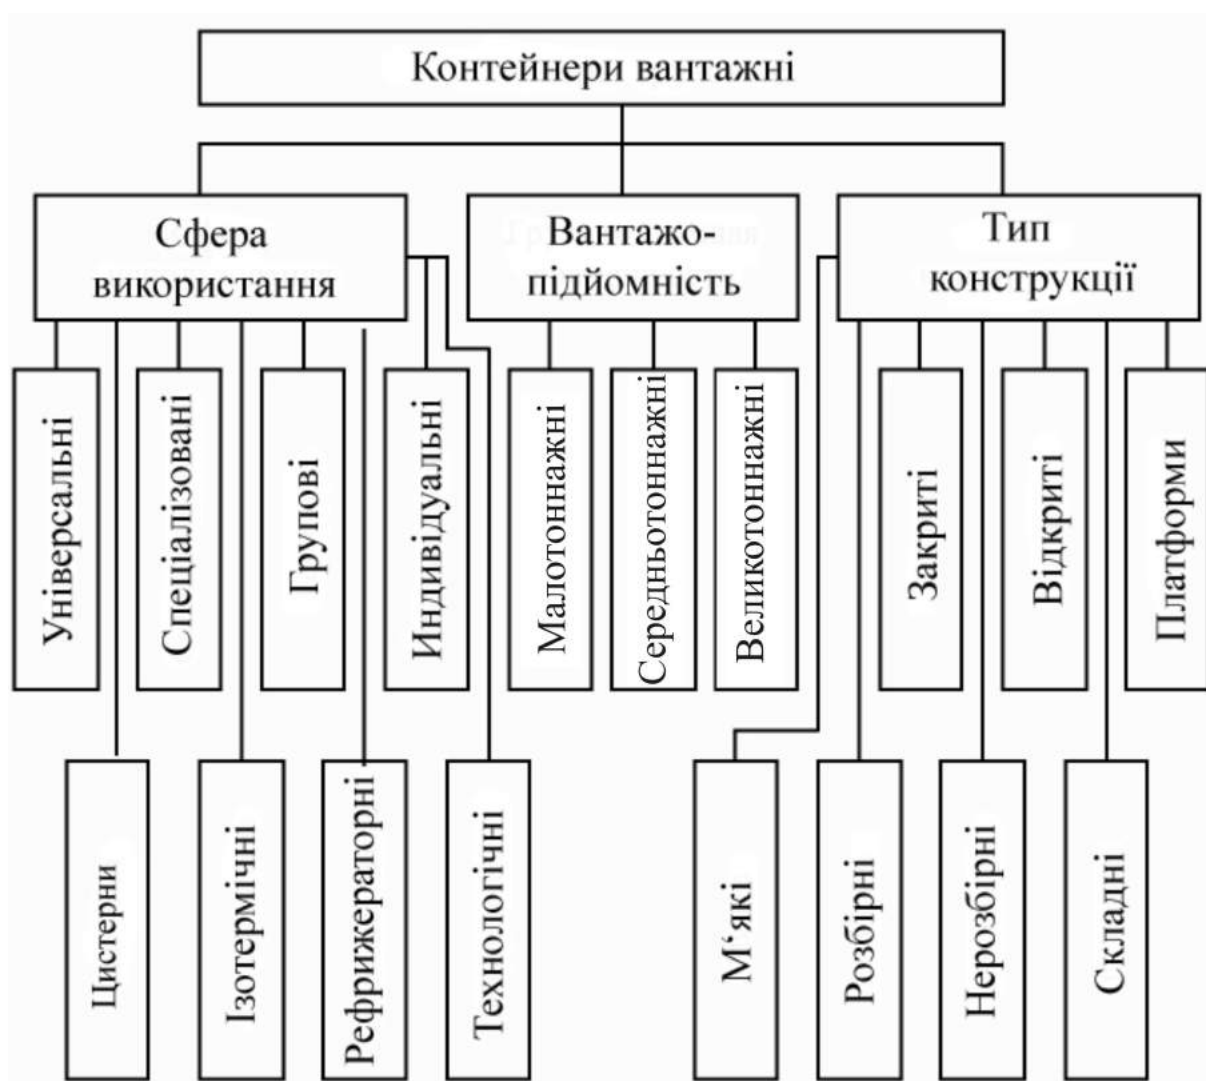 Контейнери вантажні
Сфера
використання
Вантажо-
підйомність
Тип
конструкції
Універсальні
Спеціалізовані
Групові
Индивідуальні
Малотоннажні
Середньотоннажні
Великотоннажні
Закриті
Відкриті
Платформи
Цистерни
Ізотермічні
Рефрижераторні
Технологічні
М‘які
Розбірні
Нерозбірні
Складні